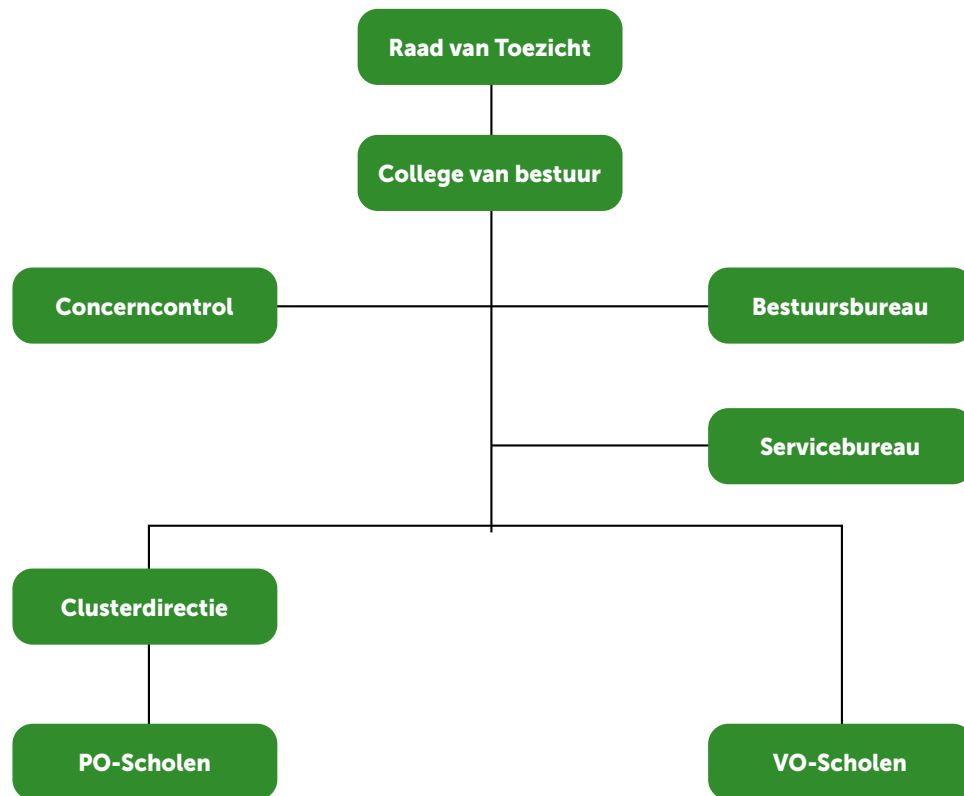 Raad van Toezicht
College van bestuur
Concerncontrol
Bestuursbureau
Servicebureau
Clusterdirectie
PO-Scholen
VO-Scholen